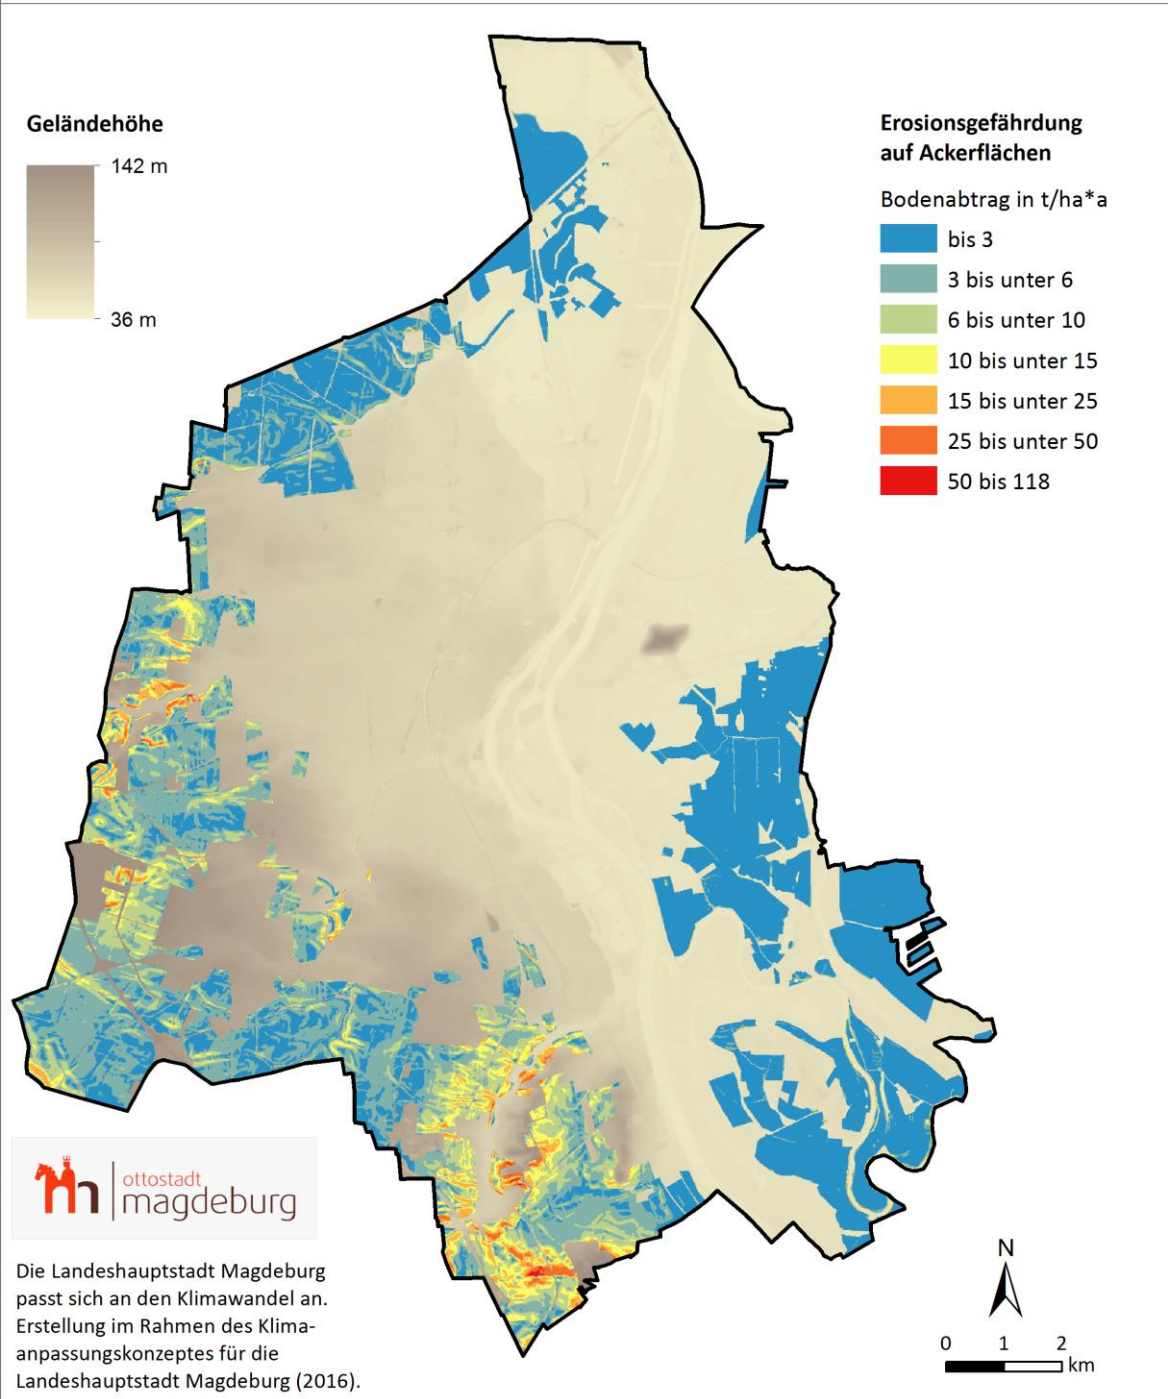 Geländehöhe
142 m
36 m
Erosionsgefährdung
auf Ackerflächen
Bodenabtrag in t/ha*a
bis 3
3 bis unter 6
6 bis unter 10
10 bis unter 15
15 bis unter 25
25 bis unter 50
50 bis 118
ottostadt
magdeburg
Die Landeshauptstadt Magdeburg
passt sich an den Klimawandel an.
Erstellung im Rahmen des Klima-
anpassungskonzeptes für die
Landeshauptstadt Magdeburg (2016).
N
0 1 2
km